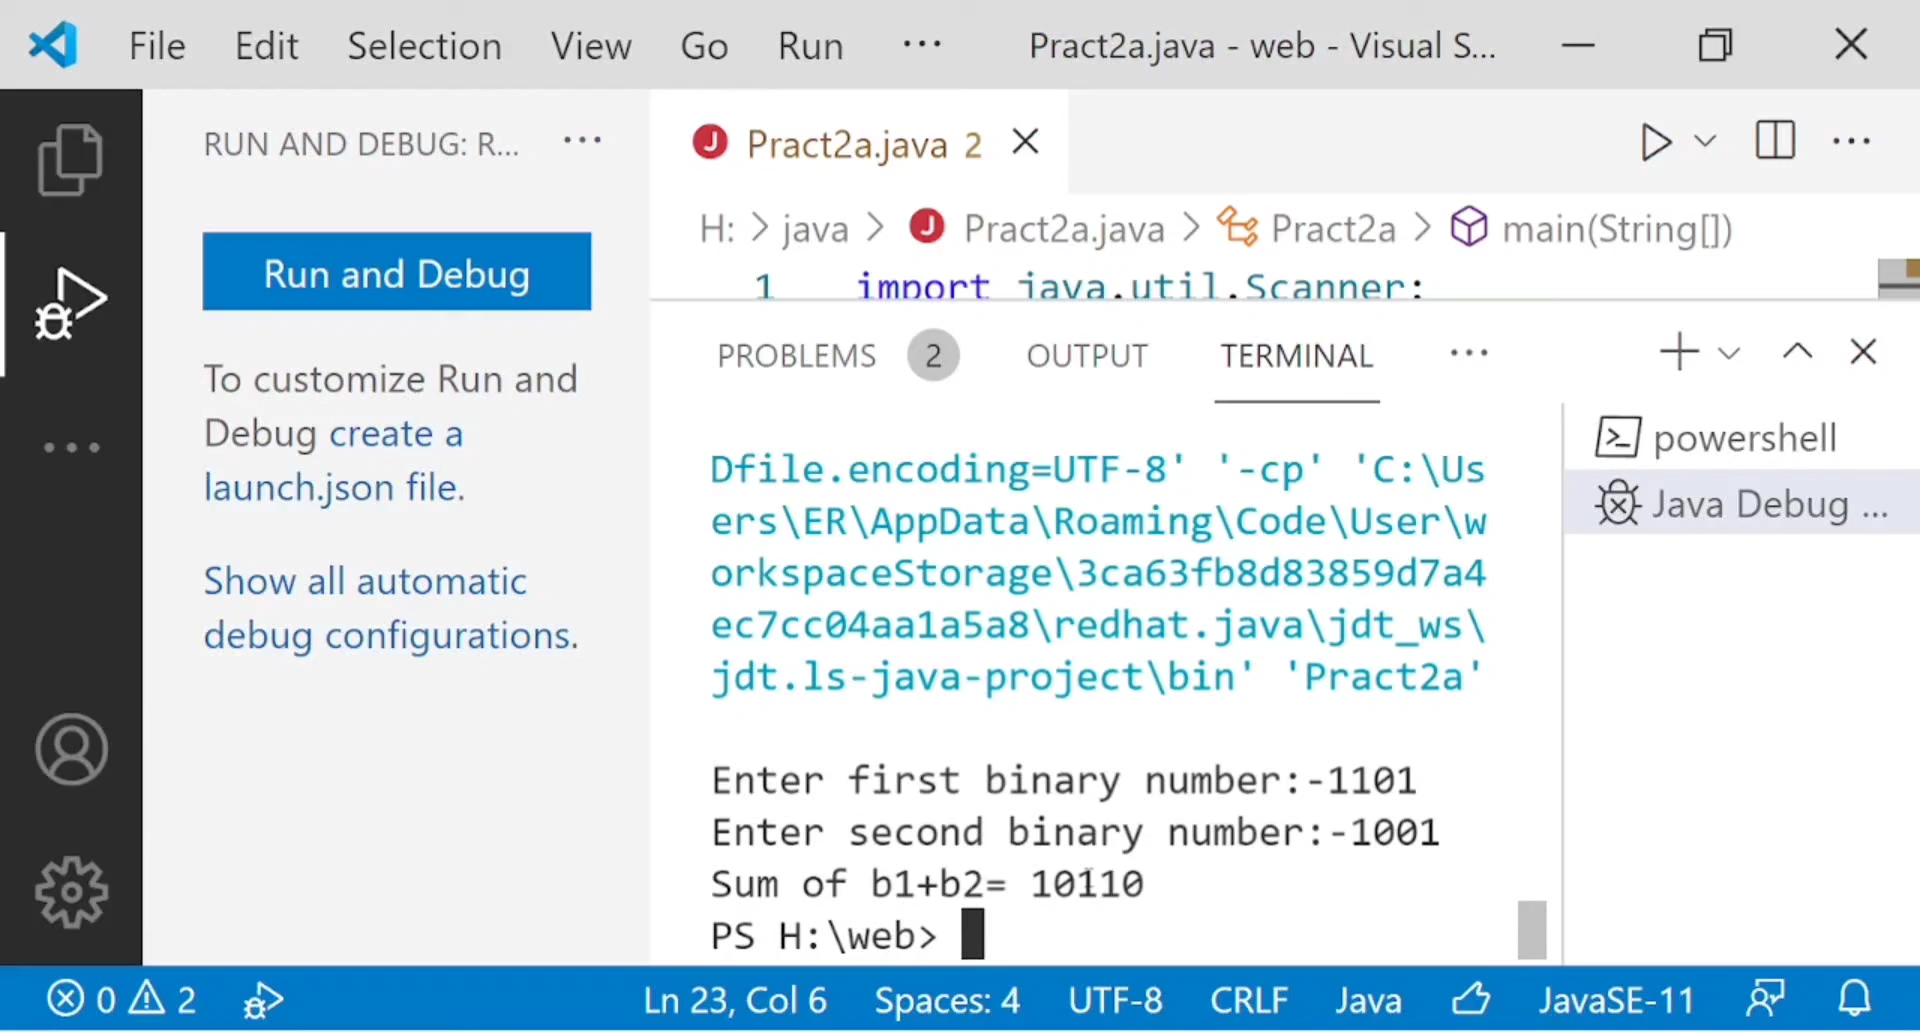 File Edit Selection View Go Run ··· Pract2a.java - web - Visual S...
RUN AND DEBUG: R... ···
Run and Debug
To customize Run and
Debug create a
launch.json file.
Show all automatic
debug configurations.
Pract2a.java 2
H: > java > Pract2a.java > Pract2a > main(String[])
1 import java.util.Scanner;
PROBLEMS 2 OUTPUT TERMINAL ···
Dfile.encoding=UTF-8' '-cp' 'C:\Us
ers\ER\AppData\Roaming\Code\User\w
orkspaceStorage\3ca63fb8d83859d7a4
ec7cc04aa1a5a8\redhat.java\jdt_ws\
jdt.ls-java-project\bin' 'Pract2a'
Enter first binary number:-1101
Enter second binary number:-1001
Sum of b1+b2= 10110
PS H:\web>
powershell
Java Debug ...
0 2 Ln 23, Col 6 Spaces: 4 UTF-8 CRLF Java JavaSE-11